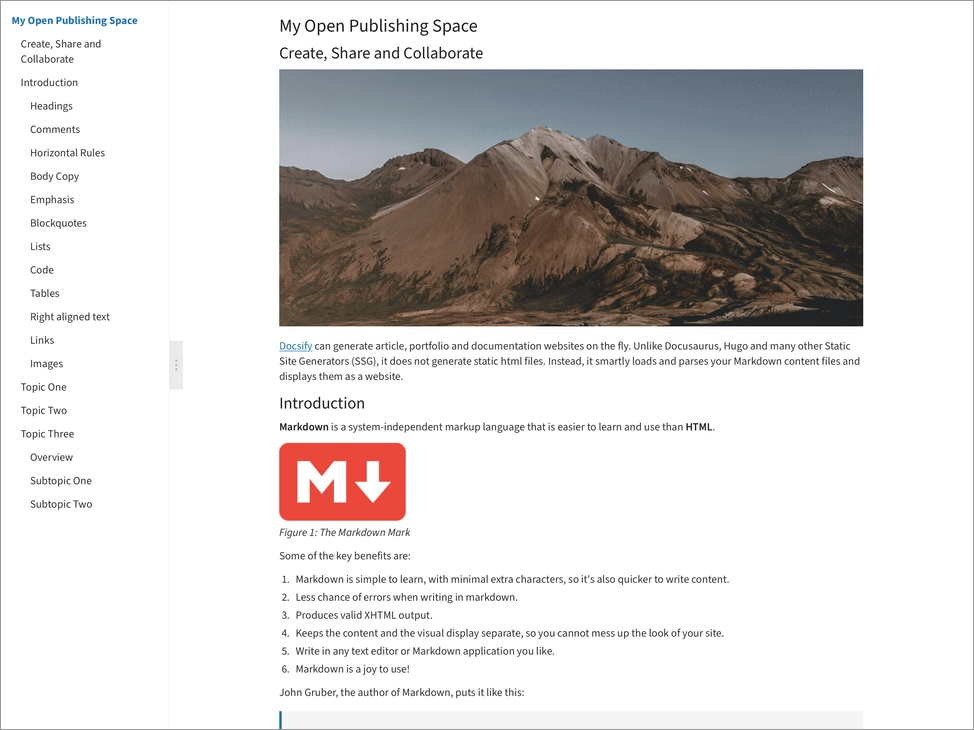 My Open Publishing Space
Create, Share and
Collaborate
Introduction
Headings
Comments
Horizontal Rules
Body Copy
Emphasis
Blockquotes
Lists
Code
Tables
Right aligned text
Links
Images
Topic One
Topic Two
Topic Three
Overview
Subtopic One
Subtopic Two
My Open Publishing Space
Create, Share and Collaborate
Docsify can generate article, portfolio and documentation websites on the fly. Unlike Docusaurus, Hugo and many other Static
Site Generators (SSG), it does not generate static html files. Instead, it smartly loads and parses your Markdown content files and
displays them as a website.
Introduction
Markdown is a system-independent markup language that is easier to learn and use than HTML.
M
Figure 1: The Markdown Mark
Some of the key benefits are:
1. Markdown is simple to learn, with minimal extra characters, so it's also quicker to write content.
2. Less chance of errors when writing in markdown.
3. Produces valid XHTML output.
4. Keeps the content and the visual display separate, so you cannot mess up the look of your site.
5. Write in any text editor or Markdown application you like.
6. Markdown is a joy to use!
John Gruber, the author of Markdown, puts it like this: